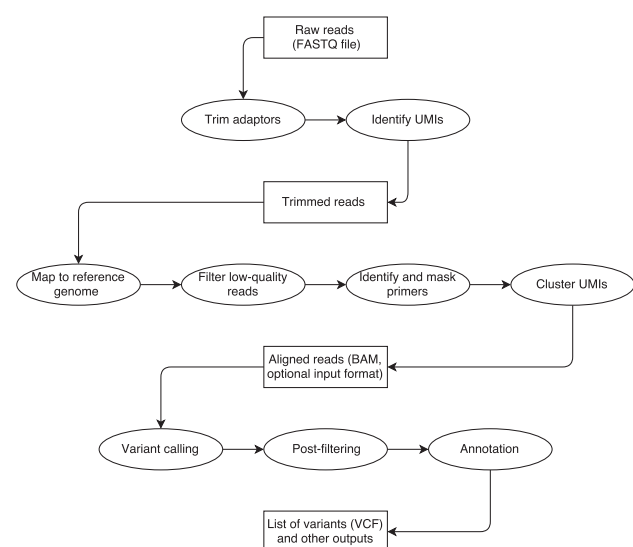 Raw reads
(FASTQ file)
Trim adaptors
Identify UMIs
Trimmed reads
Map to reference
genome
Filter low-quality
reads
Identify and mask
primers
Cluster UMIs
Aligned reads (BAM,
optional input format)
Variant calling
Post-filtering
Annotation
List of variants (VCF)
and other outputs